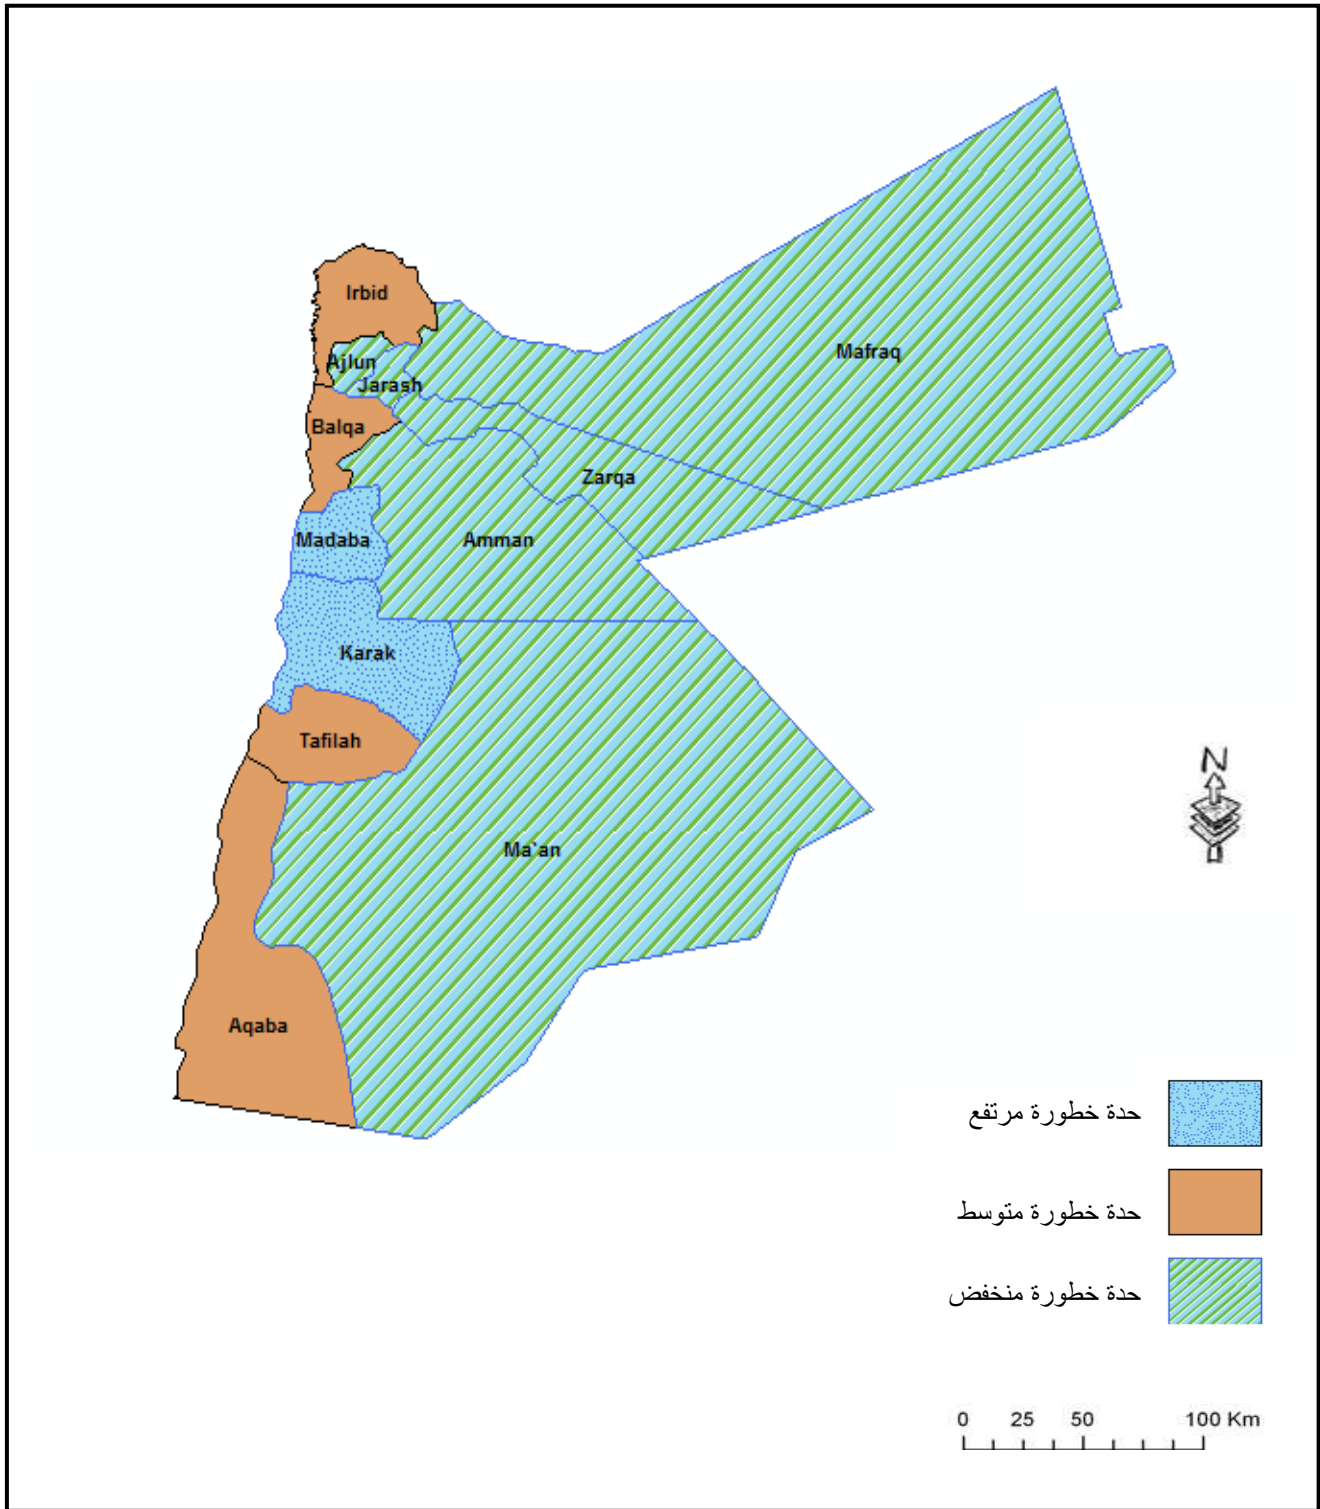 Irbid
Mafraq
Ajlun
Jarash
Balqa
Zarqa
Madaba
Amman
Karak
Tafilah
N
Ma'an
Aqaba
حدة خطورة مرتفع
حدة خطورة متوسط
حدة خطورة منخفض
0 25 50 100 Km